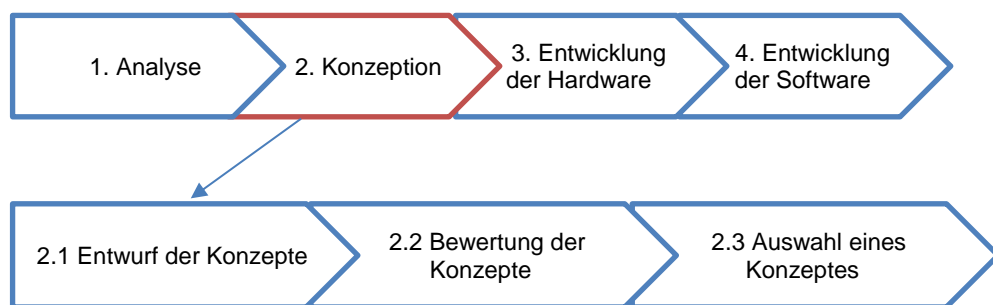 1. Analyse
2. Konzeption
3. Entwicklung
der Hardware
4. Entwicklung
der Software
2.1 Entwurf der Konzepte
2.2 Bewertung der
Konzepte
2.3 Auswahl eines
Konzeptes